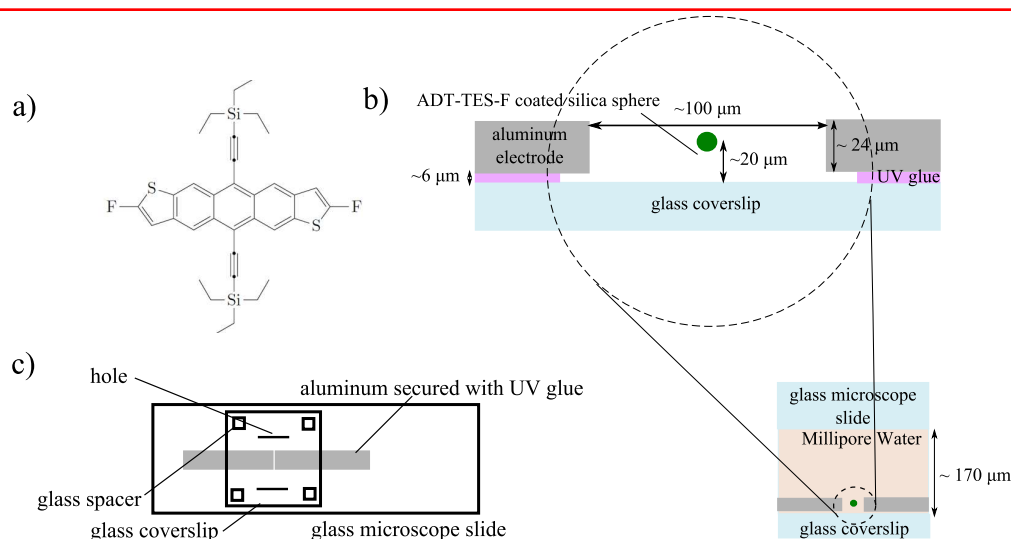 a)
Si
S
F
F
S
Si
b)
ADT-TES-F coated silica sphere
~100 μm
aluminum
electrode
~ 24 μm
~20 μm
~6 μm
UV glue
glass coverslip
c)
hole
aluminum secured with UV glue
glass spacer
glass coverslip
glass microscope slide
glass microscope
slide
Millipore Water
~ 170 μm
glass coverslip